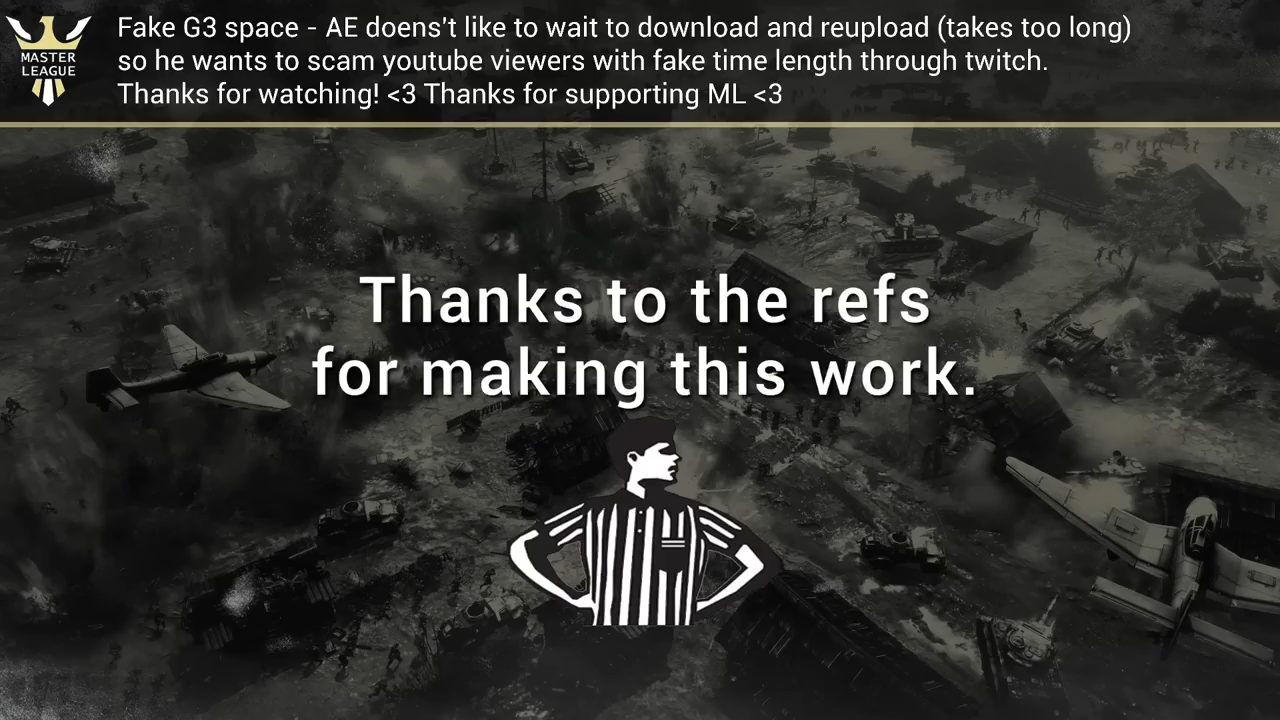 MASTER
LEAGUE
Fake G3 space - AE doens't like to wait to download and reupload (takes too long)
so he wants to scam youtube viewers with fake time length through twitch.
Thanks for watching! <3 Thanks for supporting ML <3
Thanks to the refs
for making this work.